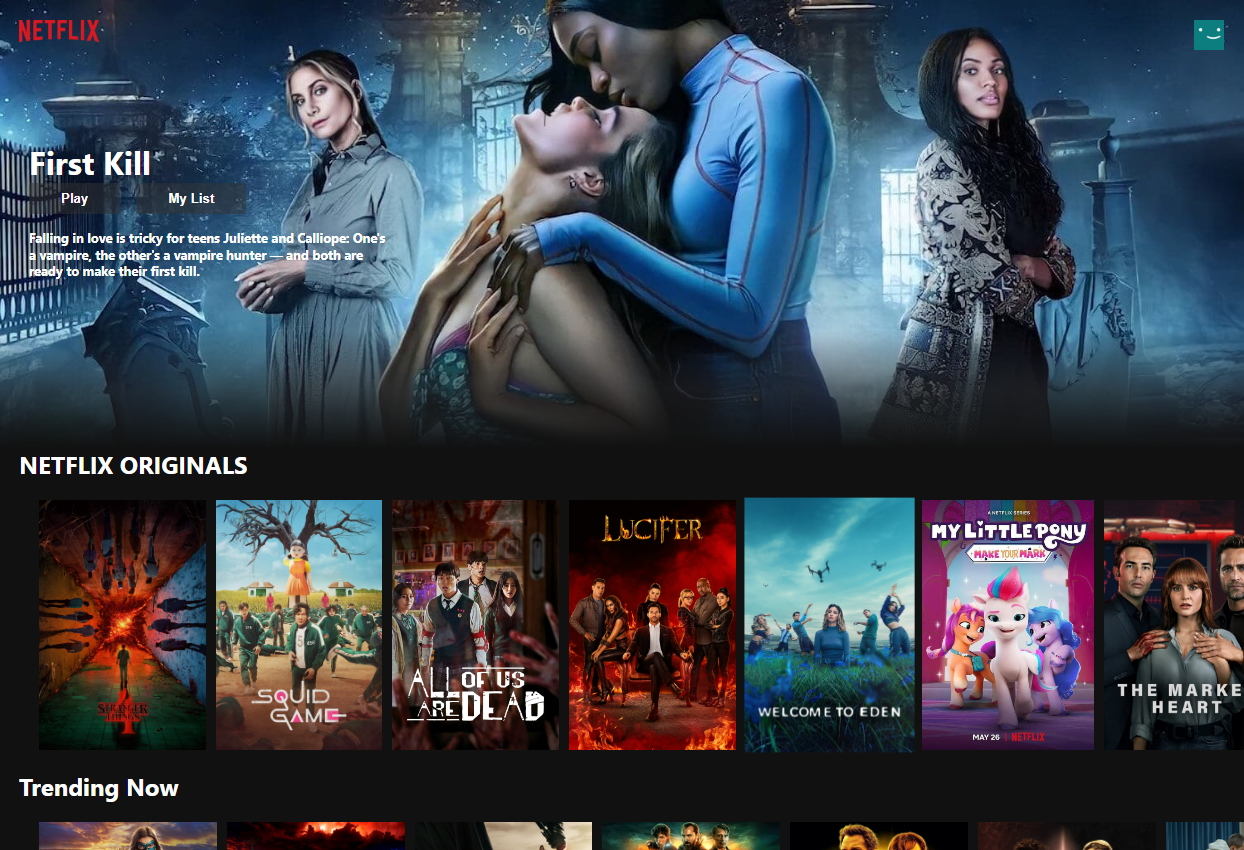 NETFLIX
First Kill
Play
My List
Falling in love is tricky for teens Juliette and Calliope: One's
a vampire, the other's a vampire hunter — and both are
ready to make their first kill.
NETFLIX ORIGINALS
STRANGER
THINGS
4
SQUID
GAME
ALL OF US
ARE DEAD
LUCIFER
WELCOME TO EDEN
A NETFLIX SERIES
MY LITTLE PONY
MAKE YOUR MARK
MAY 26 | NETFLIX
THE MARKE
HEART
Trending Now